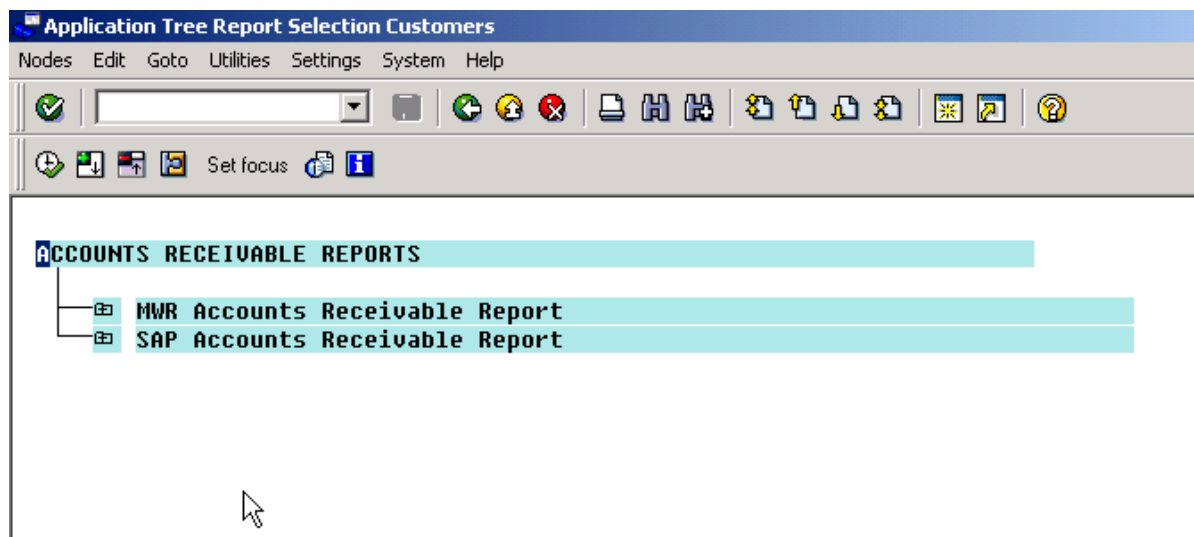 Application Tree Report Selection Customers
Nodes Edit Goto Utilities Settings System Help
Set focus
ACCOUNTS RECEIVABLE REPORTS
MWR Accounts Receivable Report
SAP Accounts Receivable Report